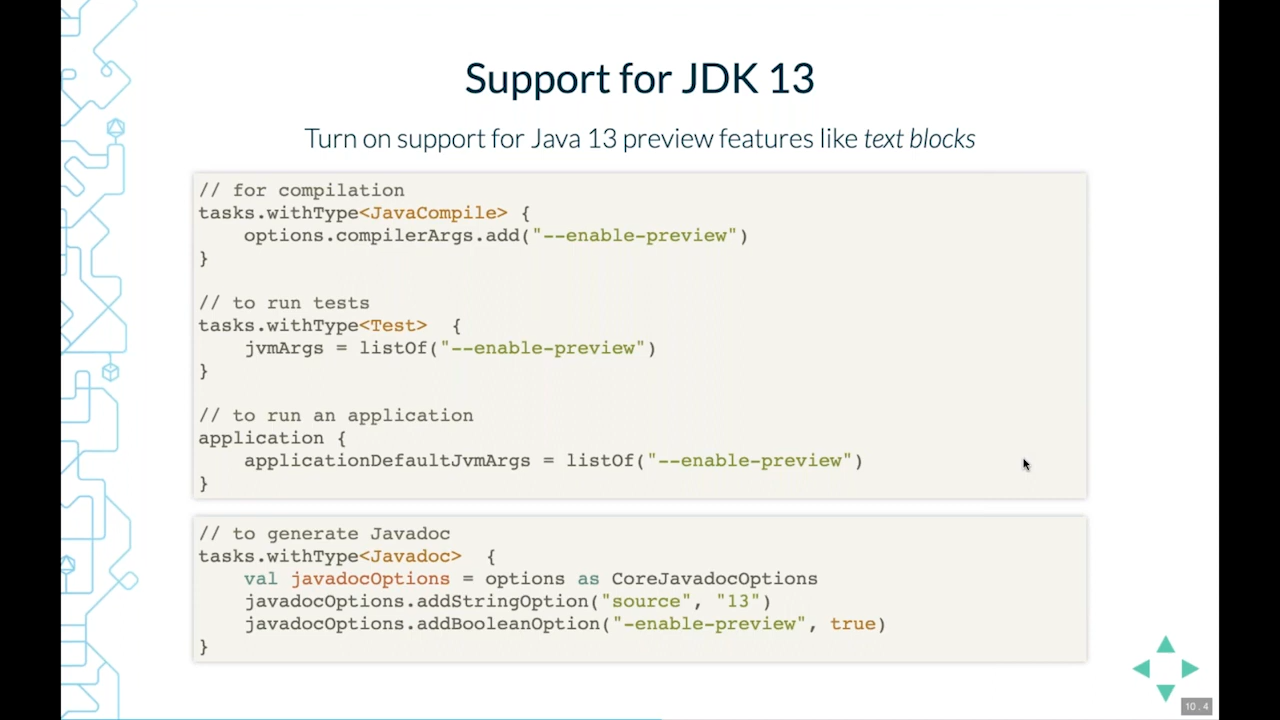 Support for JDK 13
Turn on support for Java 13 preview features like text blocks
// for compilation
tasks.withType<JavaCompile> {
    options.compilerArgs.add("--enable-preview")
}
// to run tests
tasks.withType<Test>  {
    jvmArgs = listOf("--enable-preview")
}
// to run an application
application {
    applicationDefaultJvmArgs = listOf("--enable-preview")
}
// to generate Javadoc
tasks.withType<Javadoc>  {
    val javadocOptions = options as CoreJavadocOptions
    javadocOptions.addStringOption("source", "13")
    javadocOptions.addBooleanOption("-enable-preview", true)
}
10 . 4